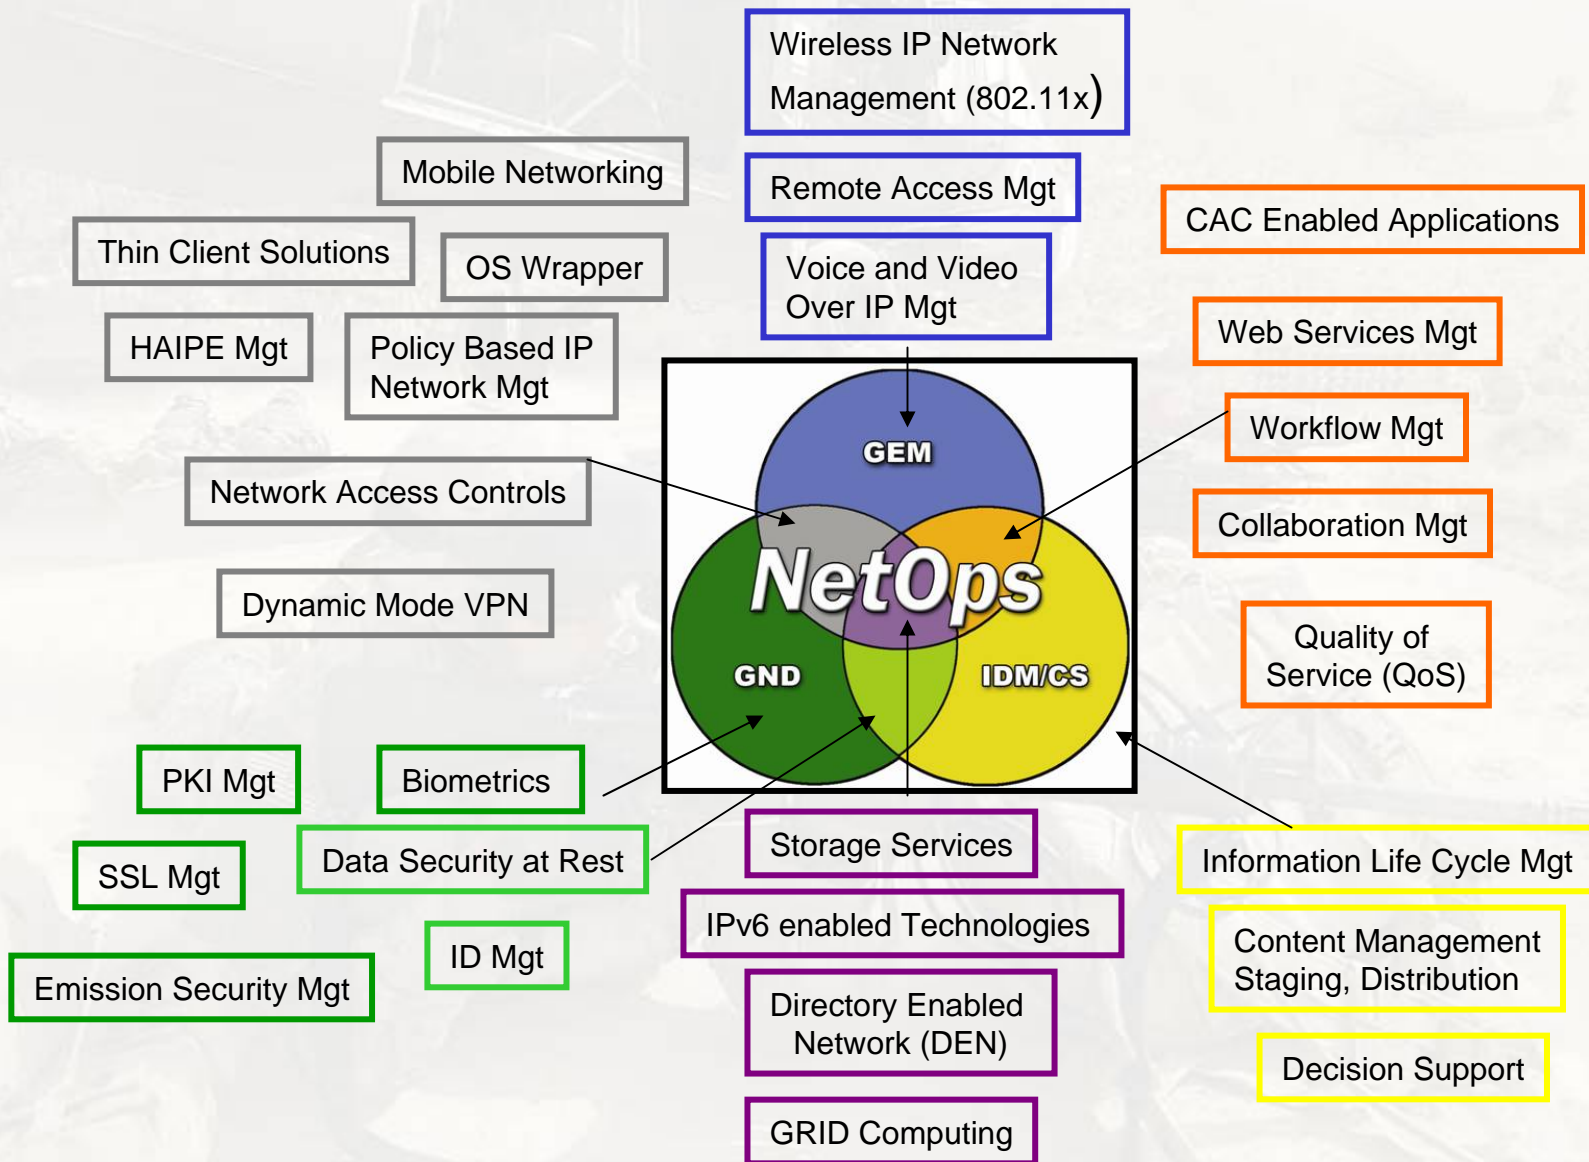 Wireless IP Network
Management (802.11x)
Mobile Networking
Remote Access Mgt
CAC Enabled Applications
Thin Client Solutions
OS Wrapper
Voice and Video
Over IP Mgt
HAIPE Mgt
Policy Based IP
Network Mgt
Web Services Mgt
Workflow Mgt
GEM
Network Access Controls
Collaboration Mgt
NetOps
Dynamic Mode VPN
Quality of
Service (QoS)
GND
IDM/CS
PKI Mgt
Biometrics
Storage Services
SSL Mgt
Data Security at Rest
Information Life Cycle Mgt
IPv6 enabled Technologies
ID Mgt
Content Management
Staging, Distribution
Emission Security Mgt
Directory Enabled
Network (DEN)
Decision Support
GRID Computing